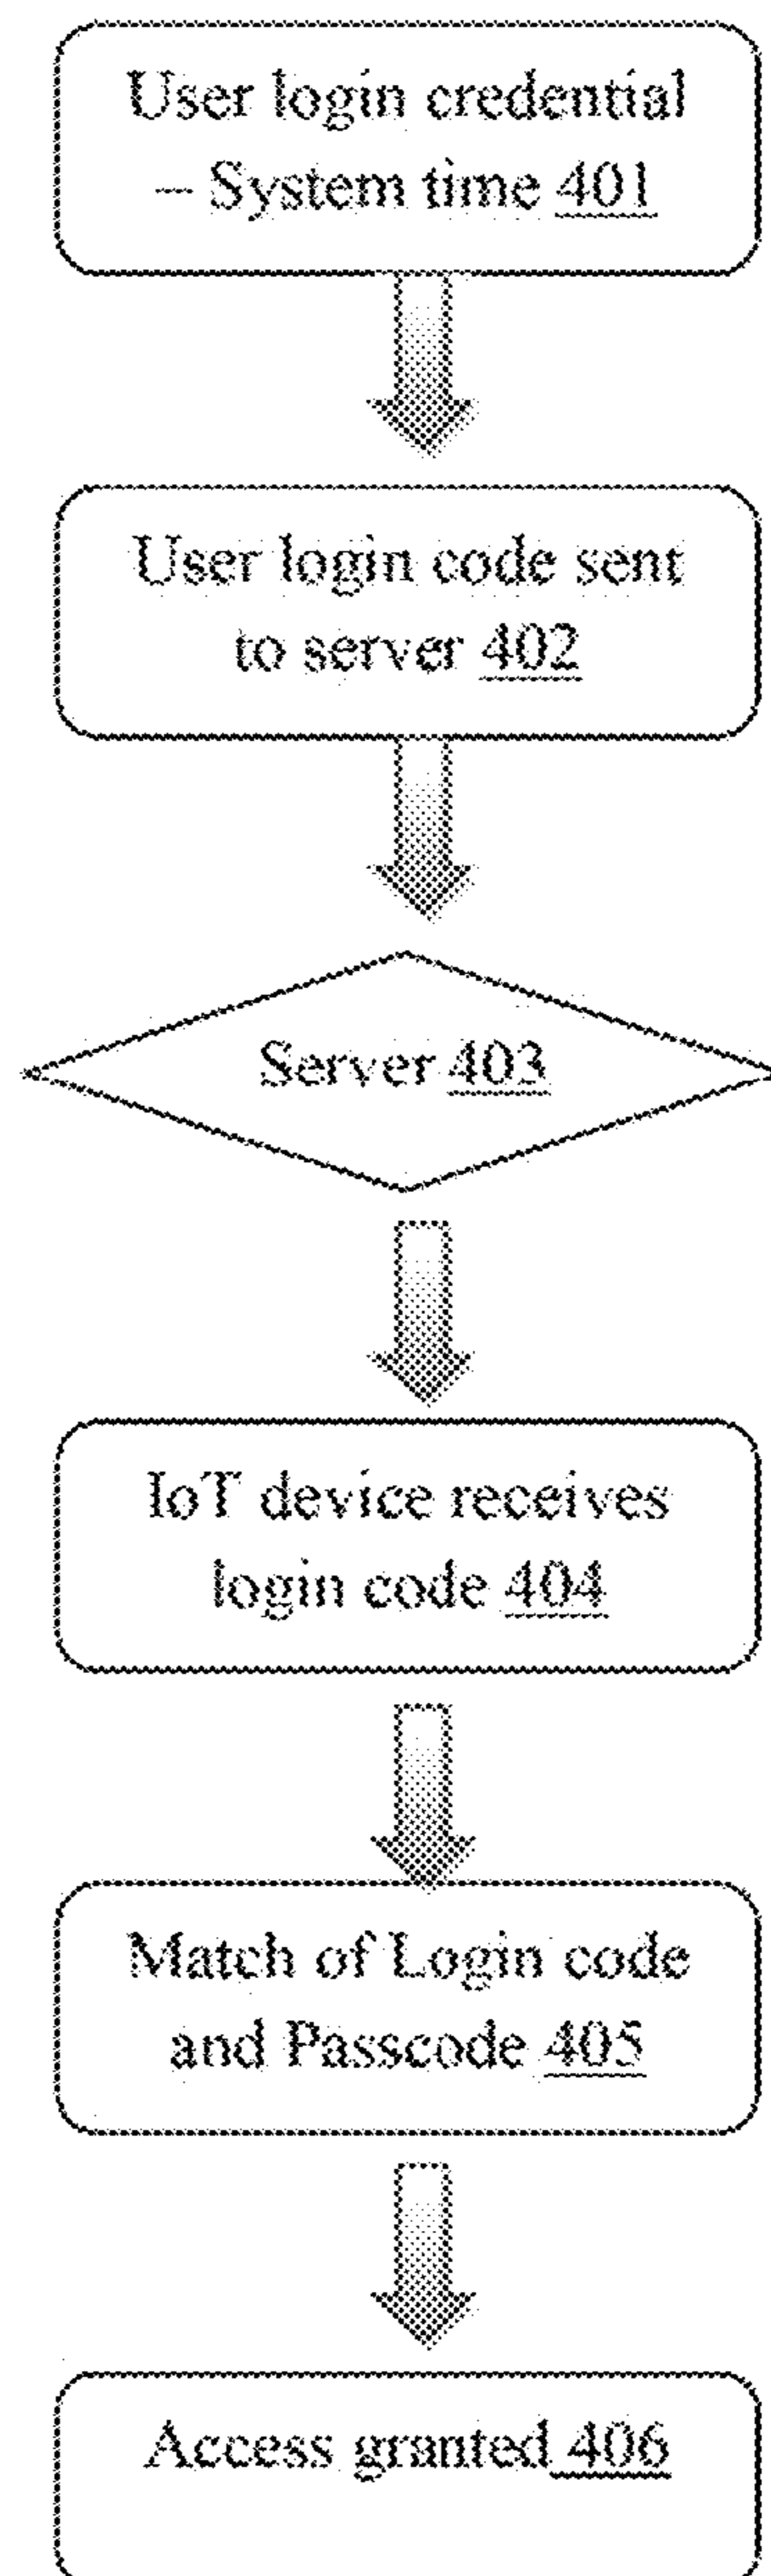 User login credential
– System time 401
User login code sent
to server 402
Server 403
IoT device receives
login code 404
Match of Login code
and Passcode 405
Access granted 406